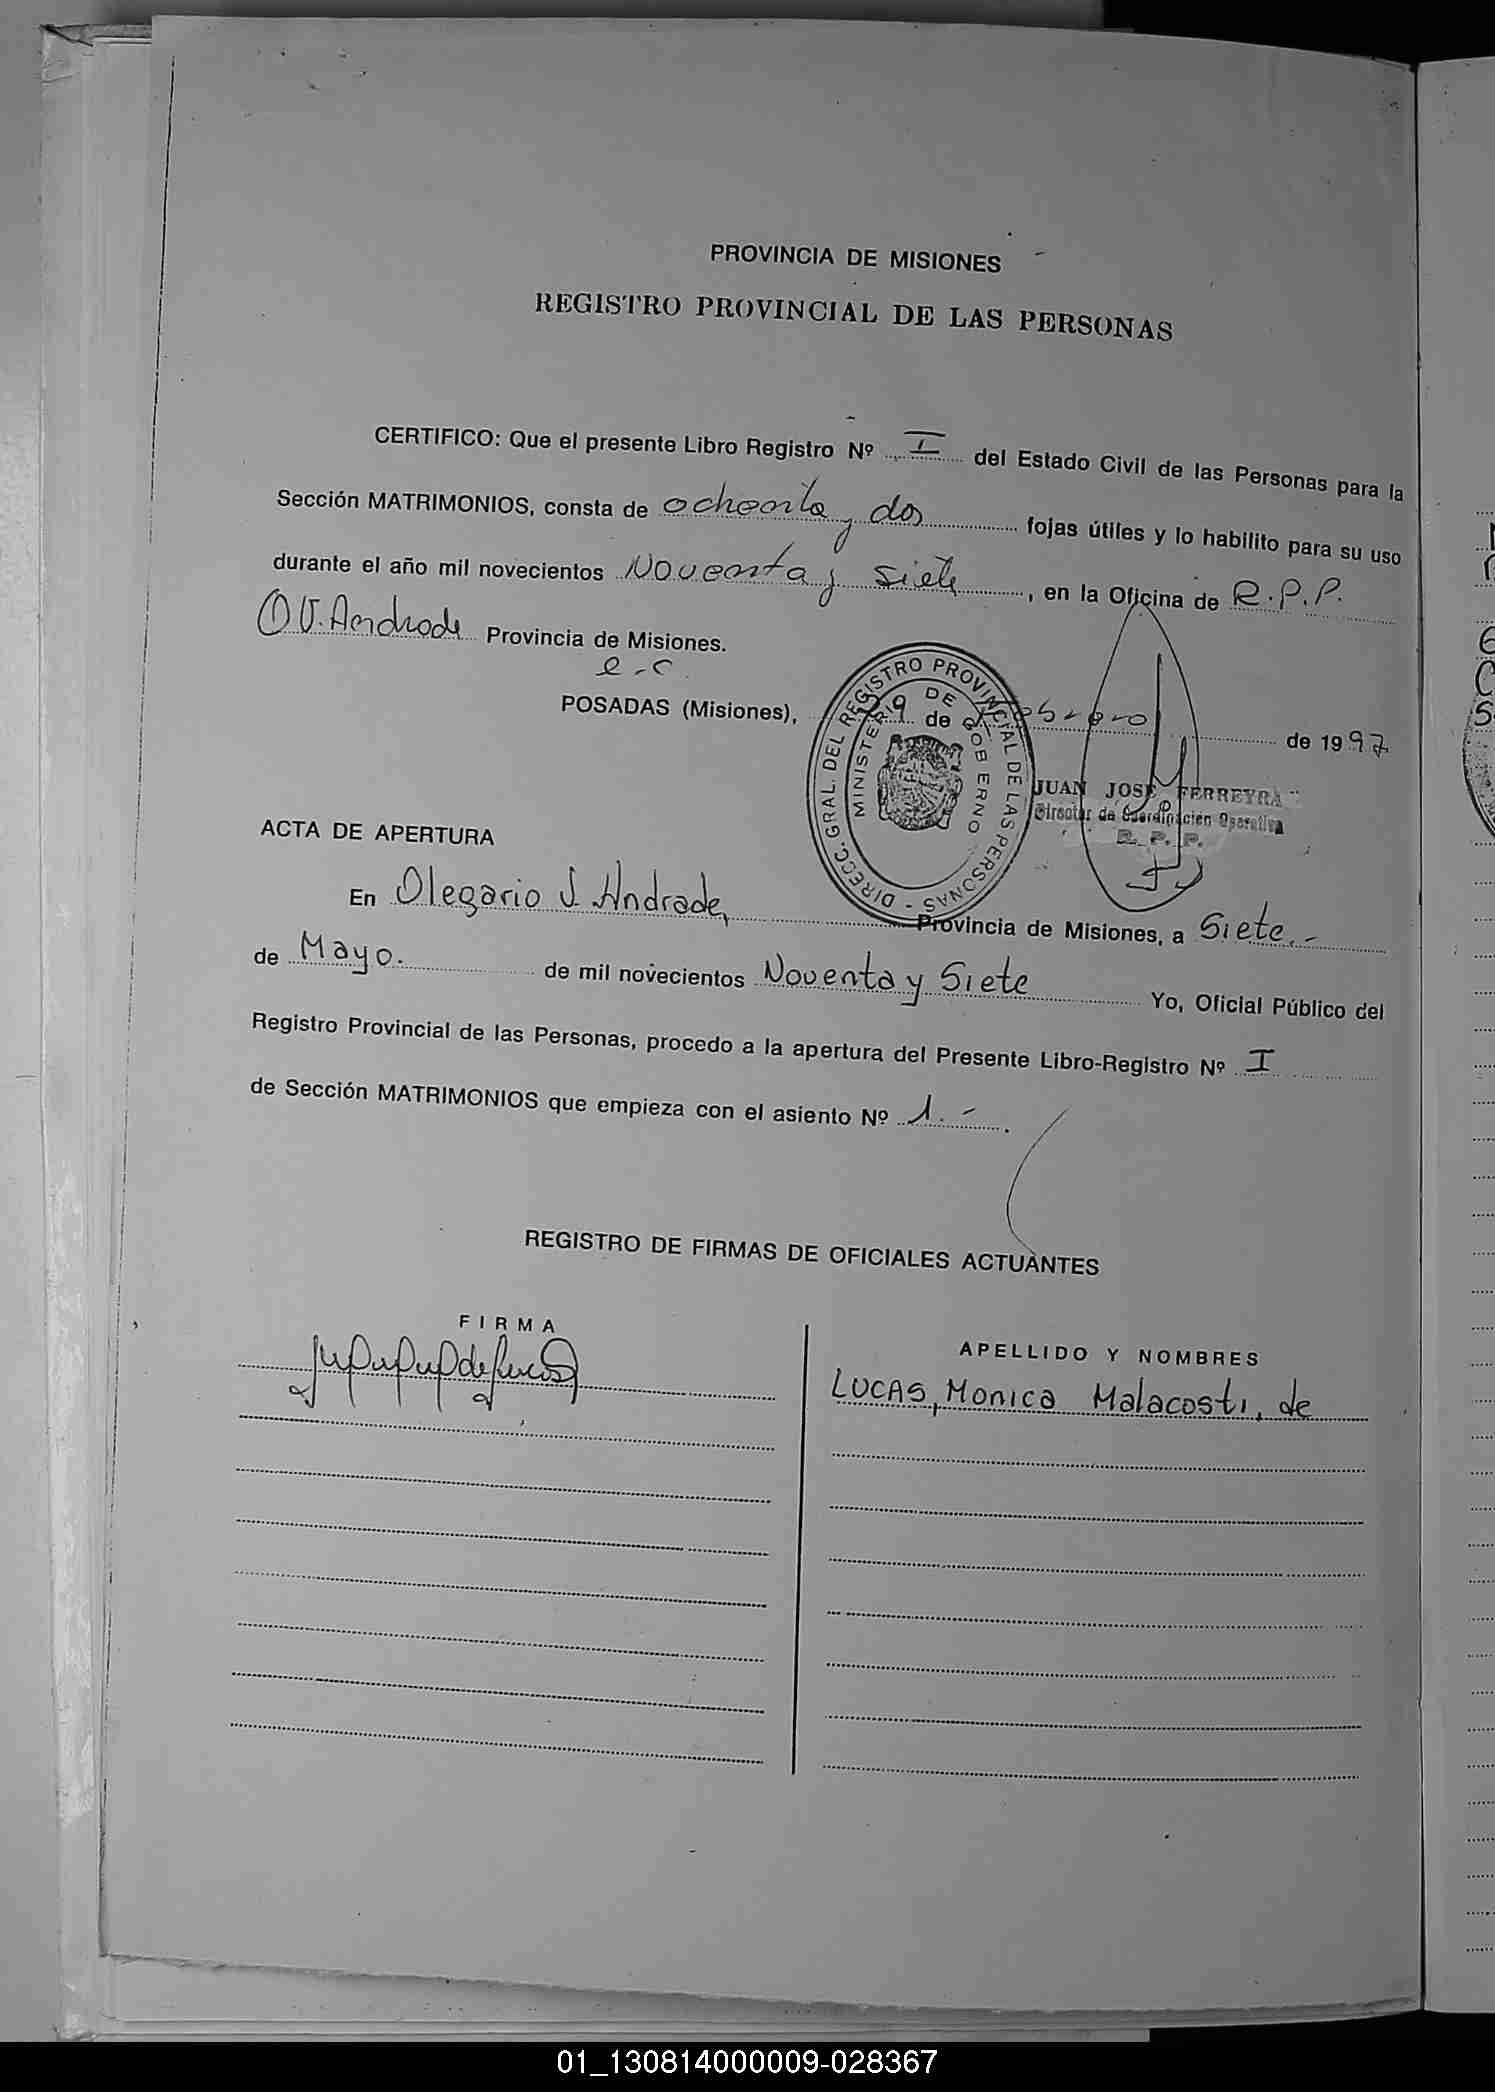 PROVINCIA DE MISIONES
REGISTRO PROVINCIAL DE LAS PERSONAS
CERTIFICO: Que el presente Libro Registro Nº I del Estado Civil de las Personas para la
Sección MATRIMONIOS, consta de ochenta y dos fojas útiles y lo habilito para su uso
durante el año mil novecientos Noventa y siete, en la Oficina de R.P.P.
O V. Andrade Provincia de Misiones.
e-c.
POSADAS (Misiones), 29 de Febrero de 1997
DIRECC. GRAL. DEL REGISTRO PROVINCIAL DE LAS PERSONAS -
MINISTERIO DE GOBIERNO
JUAN JOSE FERREYRA
Director de Coordinación Operativa
R. P. P.
ACTA DE APERTURA
En Olegario V. Andrade, Provincia de Misiones, a Siete.-
de Mayo. de mil novecientos Noventa y Siete Yo, Oficial Público del
Registro Provincial de las Personas, procedo a la apertura del Presente Libro-Registro Nº I
de Sección MATRIMONIOS que empieza con el asiento Nº 1.-.
REGISTRO DE FIRMAS DE OFICIALES ACTUANTES
FIRMA
APELLIDO Y NOMBRES
LUCAS, Monica Malacosti, de
01_130814000009-028367